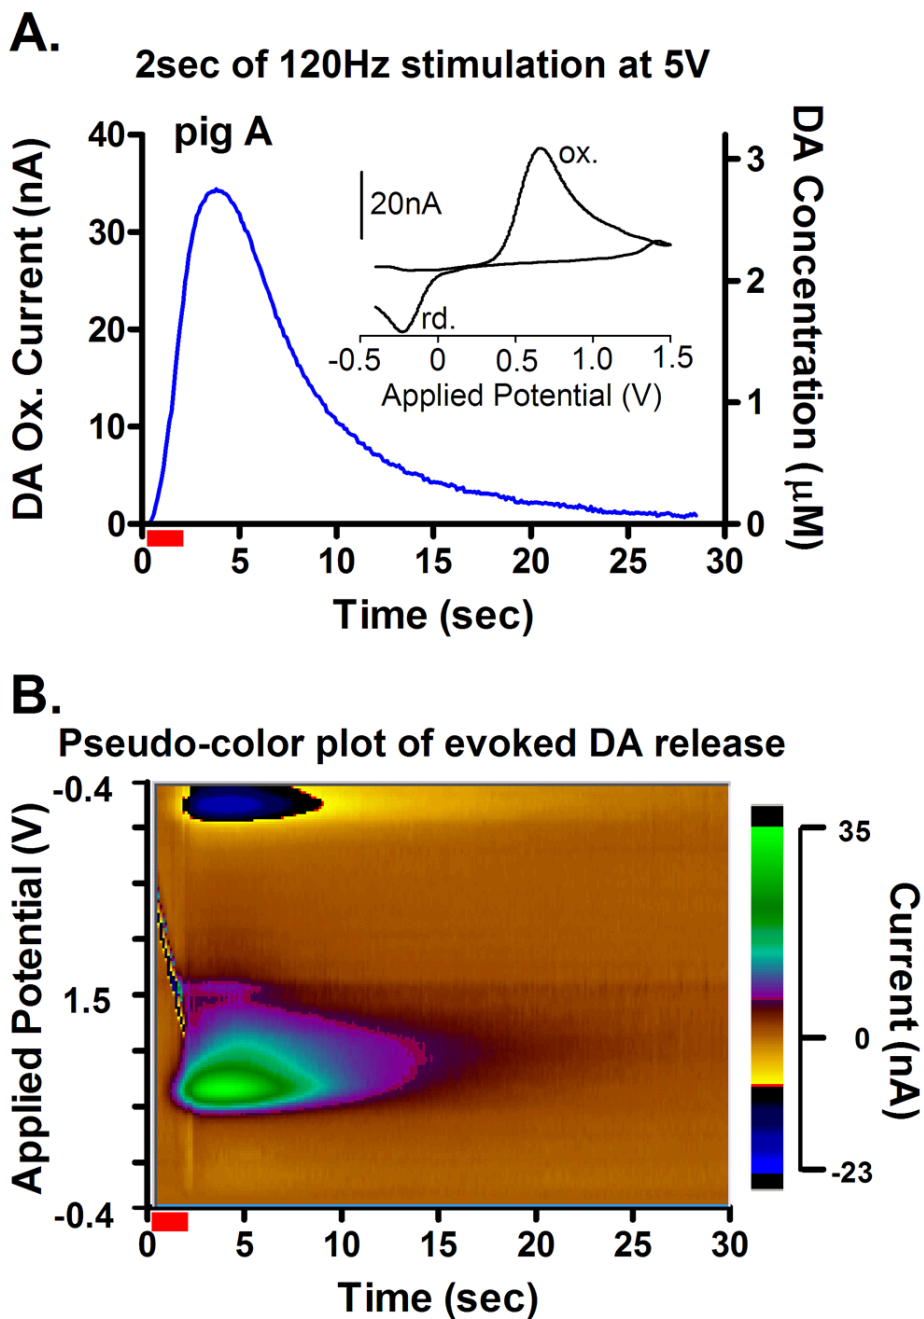 A.
2sec of 120Hz stimulation at 5V
pig A
DA Ox. Current (nA)
40
30
20
10
0
DA Concentration (μM)
3
2
1
0
20nA
ox.
rd.
-0.5 0 0.5 1.0 1.5
Applied Potential (V)
0 5 10 15 20 25 30
Time (sec)
B.
Pseudo-color plot of evoked DA release
Applied Potential (V) Applied Potential (V)
-0.4
1.5
-0.4
35
0
-23
Current (nA)
0 5 10 15 20 25 30
Time (sec)